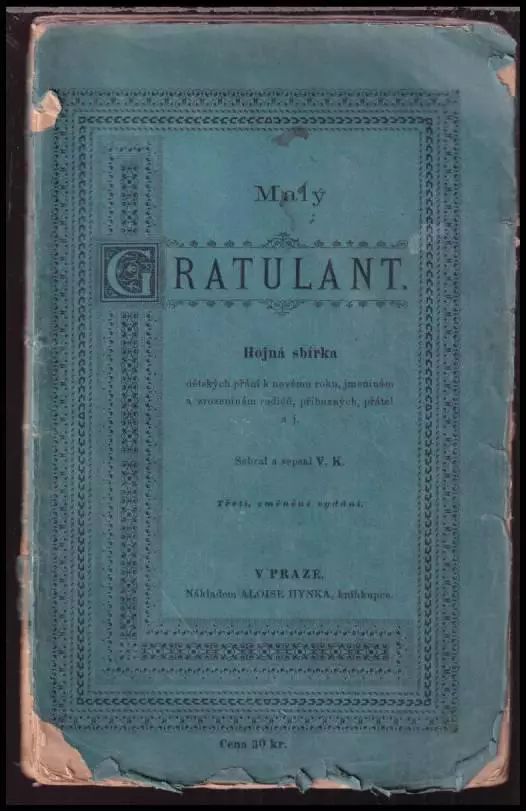 Malý
GRATULANT.
Hojná sbírka
dětských přání k novému roku, jmeninám
a zrozeninám rodičů, příbuzných, přátel
a j.
Sebral a sepsal V. K.
Třetí, změněné vydání.
V PRAZE.
Nákladem ALOISE HYNKA, knihkupce.
Cena 30 kr.